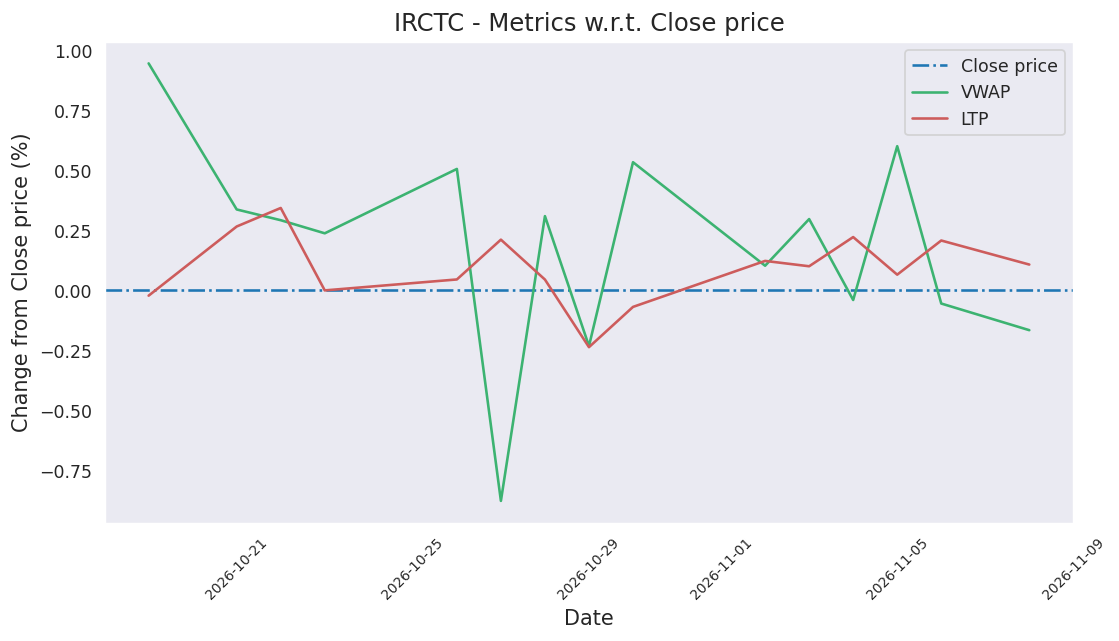 IRCTC - Metrics w.r.t. Close price
Close price
VWAP
LTP
Change from Close price (%)
1.00
0.75
0.50
0.25
0.00
−0.25
−0.50
−0.75
2026-10-21
2026-10-25
2026-10-29
2026-11-01
2026-11-05
2026-11-09
Date